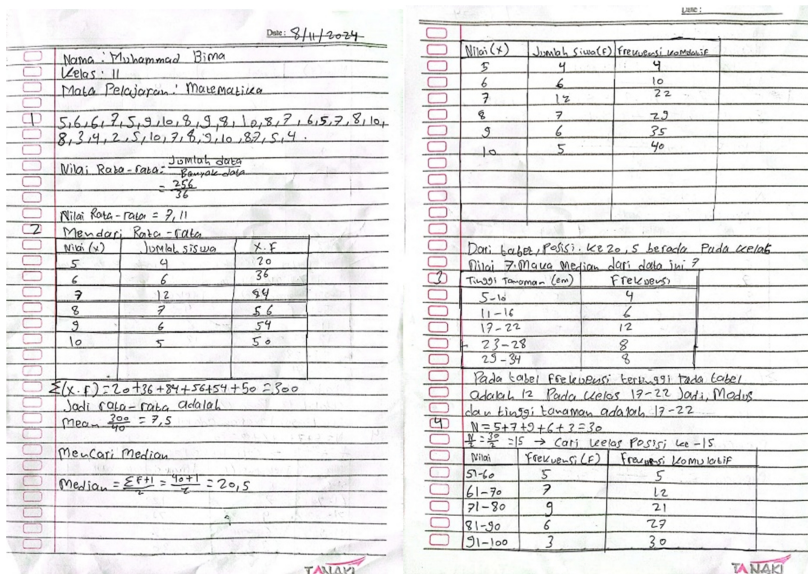 Date: 8/11/2024
Nama: Muhammad Bima
Kelas: 11
Mata Pelajaran: Matematika
1 5,6,6,7,5,9,10,8,9,8,10,8,7,6,5,7,8,10,
8,3,4,2,5,10,7,8,9,10,8,7,5,4.
Nilai Rata-rata = Jumlah data / Banyak data
= 256 / 36
Nilai Rata-rata = 7,11
2 Mencari Rata-rata
Nilai (x) Jumlah siswa X.F
5 4 20
6 6 36
7 12 84
8 7 56
9 6 54
10 5 50
Σ(X.F) = 20+36+84+56+54+50 = 300
Jadi rata-rata adalah
Mean 300/40 = 7,5
Mencari Median
Median = ΣF+1 / 2 = 40+1 / 2 = 20,5
TANAKI
Date:
Nilai (x) Jumlah siswa (F) Frekuensi Komulatif
5 4 4
6 6 10
7 12 22
8 7 29
9 6 35
10 5 40
Dari tabel, Posisi. Ke 20,5 berada Pada kelas
Nilai 7. Maka Median dari data ini 7
3 Tinggi Tanaman (em) Frekuensi
5-10 4
11-16 6
17-22 12
23-28 8
29-34 8
Pada tabel Frekuensi tertinggi tada tabel
adalah 12 Pada kelas 17-22 Jadi, Modus
dan tinggi tanaman adalah 17-22
4 N = 5+7+9+6+3 = 30
N/2 = 30/2 = 15 → Cari kelas Posisi ke-15
Nilai Frekuensi (F) Frekuensi Komulatif
51-60 5 5
61-70 7 12
71-80 9 21
81-90 6 27
91-100 3 30
TANAKI